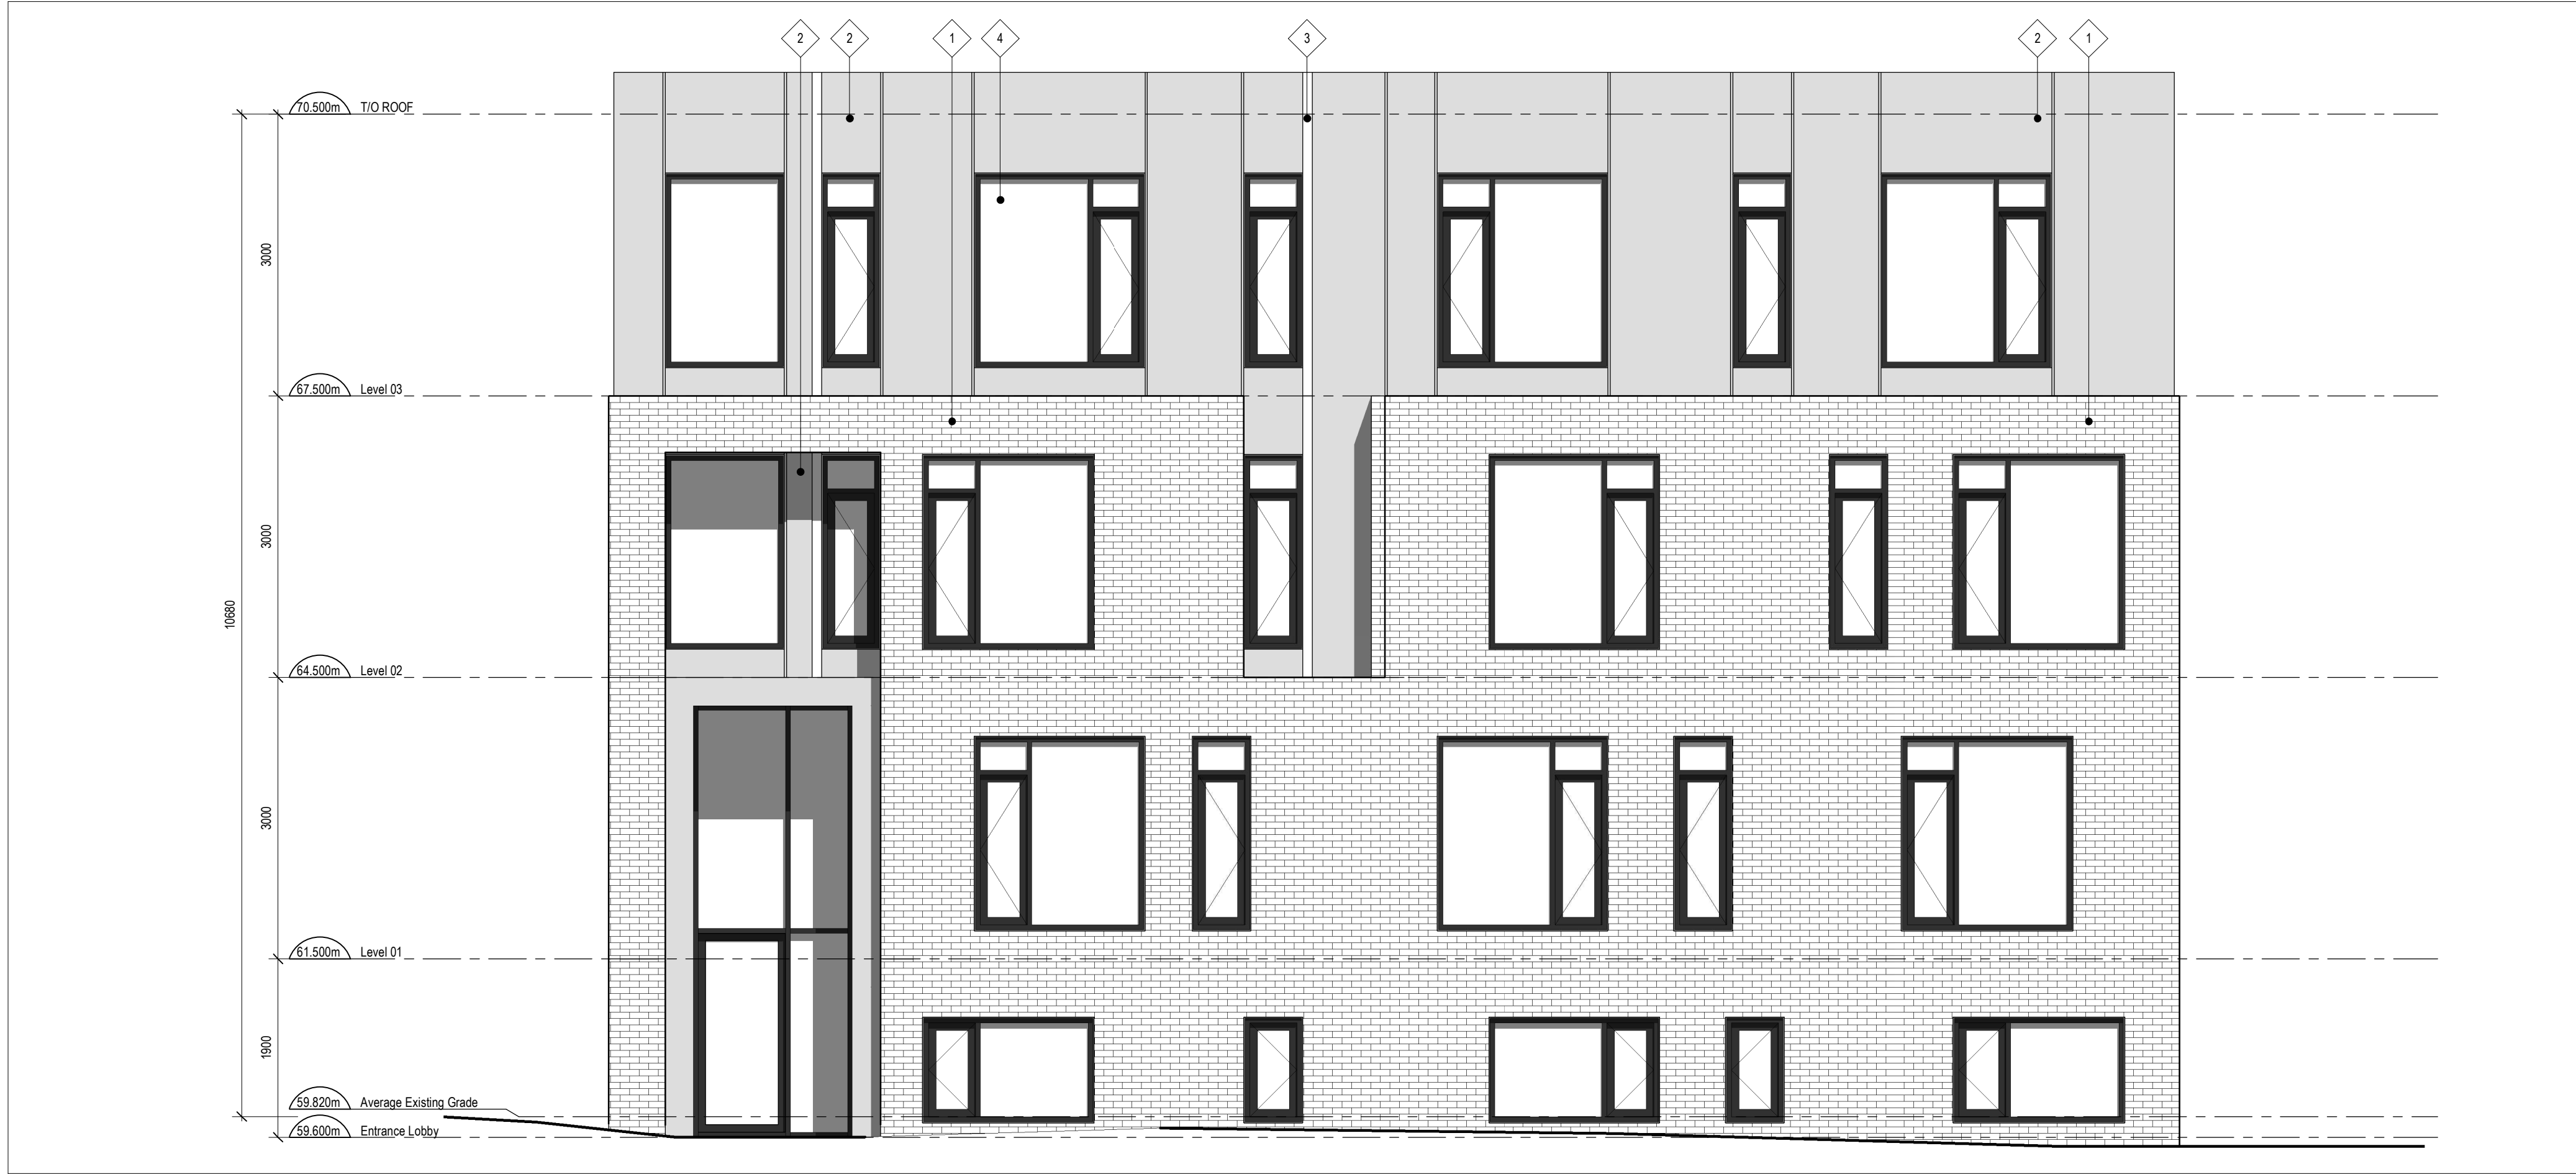 2 2 1 4 3 2 1
70.500m T/O ROOF
3000
67.500m Level 03
3000
10680
64.500m Level 02
3000
61.500m Level 01
1900
59.820m Average Existing Grade
59.600m Entrance Lobby